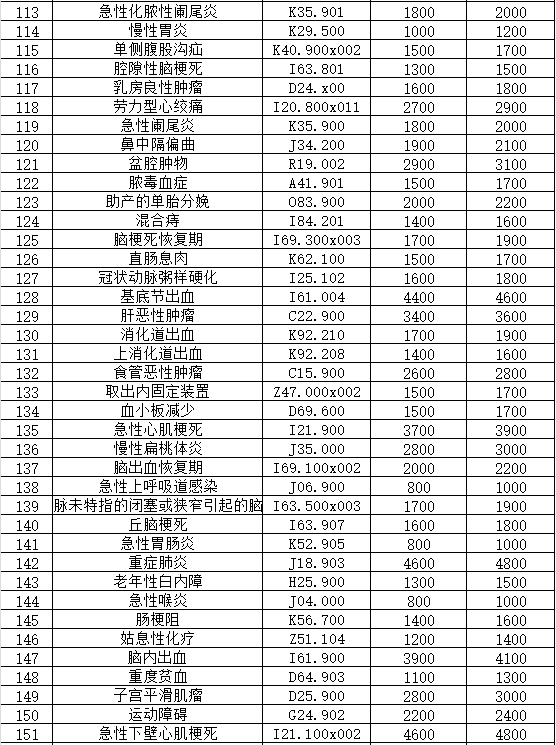 113 急性化脓性阑尾炎 K35.901 1800 2000
114 慢性胃炎 K29.500 1000 1200
115 单侧腹股沟疝 K40.900x002 1500 1700
116 腔隙性脑梗死 I63.801 1300 1500
117 乳房良性肿瘤 D24.x00 1600 1800
118 劳力型心绞痛 I20.800x011 2700 2900
119 急性阑尾炎 K35.900 1800 2000
120 鼻中隔偏曲 J34.200 1900 2100
121 盆腔肿物 R19.002 2900 3100
122 脓毒血症 A41.901 1500 1700
123 助产的单胎分娩 O83.900 2000 2200
124 混合痔 I84.201 1400 1600
125 脑梗死恢复期 I69.300x003 1700 1900
126 直肠息肉 K62.100 1500 1700
127 冠状动脉粥样硬化 I25.102 1600 1800
128 基底节出血 I61.004 4400 4600
129 肝恶性肿瘤 C22.900 3400 3600
130 消化道出血 K92.210 1700 1900
131 上消化道出血 K92.208 1400 1600
132 食管恶性肿瘤 C15.900 2600 2800
133 取出内固定装置 Z47.000x002 1500 1700
134 血小板减少 D69.600 1500 1700
135 急性心肌梗死 I21.900 3700 3900
136 慢性扁桃体炎 J35.000 2800 3000
137 脑出血恢复期 I69.100x002 2000 2200
138 急性上呼吸道感染 J06.900 800 1000
139 脉未特指的闭塞或狭窄引起的脑 I63.500x003 1700 1900
140 丘脑梗死 I63.907 1600 1800
141 急性胃肠炎 K52.905 800 1000
142 重症肺炎 J18.903 4600 4800
143 老年性白内障 H25.900 1300 1500
144 急性喉炎 J04.000 800 1000
145 肠梗阻 K56.700 1400 1600
146 姑息性化疗 Z51.104 1200 1400
147 脑内出血 I61.900 3900 4100
148 重度贫血 D64.903 1100 1300
149 子宫平滑肌瘤 D25.900 2800 3000
150 运动障碍 G24.902 2200 2400
151 急性下壁心肌梗死 I21.100x002 4600 4800